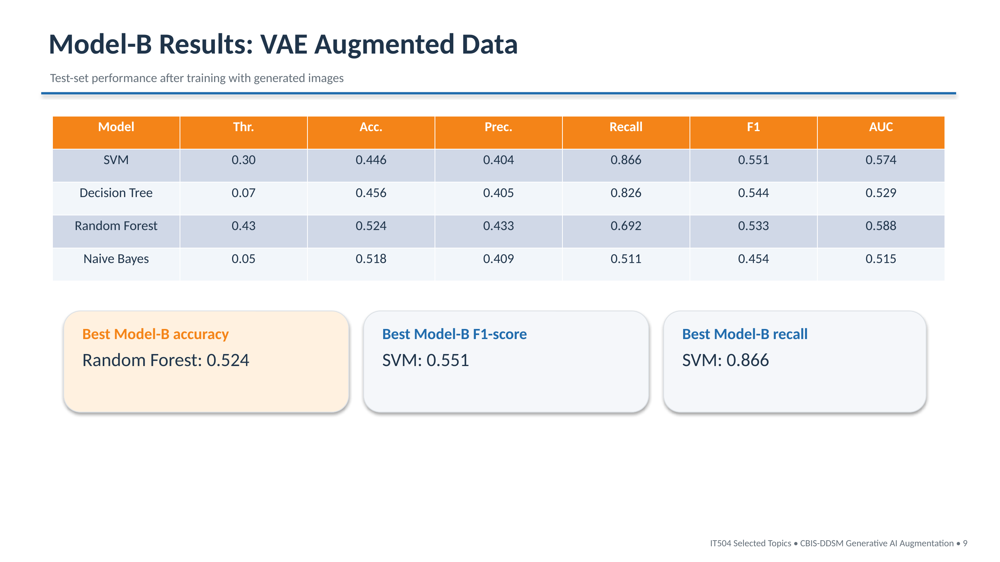 Model-B Results: VAE Augmented Data
Test-set performance after training with generated images
Model Thr. Acc. Prec. Recall F1 AUC
SVM 0.30 0.446 0.404 0.866 0.551 0.574
Decision Tree 0.07 0.456 0.405 0.826 0.544 0.529
Random Forest 0.43 0.524 0.433 0.692 0.533 0.588
Naive Bayes 0.05 0.518 0.409 0.511 0.454 0.515
Best Model-B accuracy
Random Forest: 0.524
Best Model-B F1-score
SVM: 0.551
Best Model-B recall
SVM: 0.866
IT504 Selected Topics • CBIS-DDSM Generative AI Augmentation • 9